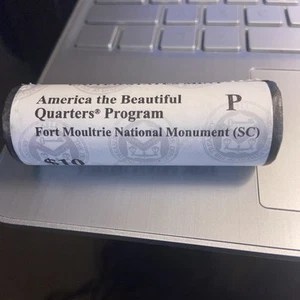 America the Beautiful
Quarters® Program
P
Fort Moultrie National Monument (SC)
$10